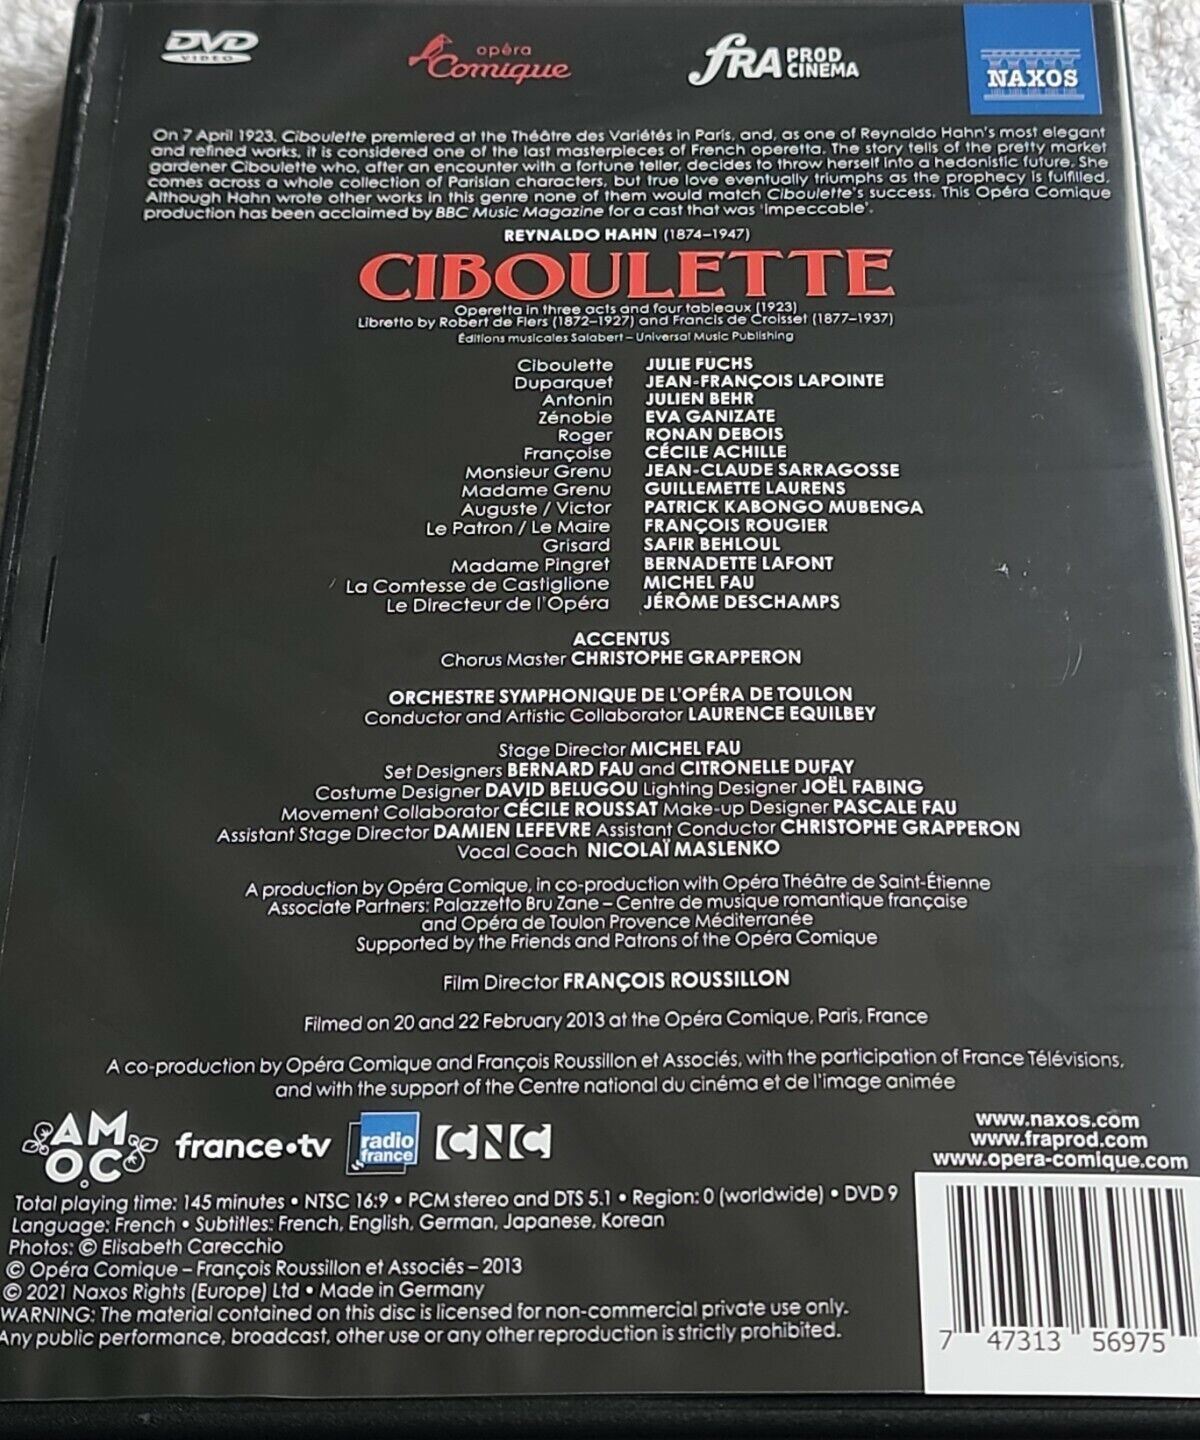 DVD
VIDEO
opéra
Comique
fRA PROD CINEMA
NAXOS
On 7 April 1923, Ciboulette premiered at the Théâtre des Variétés in Paris, and, as one of Reynaldo Hahn's most elegant
and refined works, it is considered one of the last masterpieces of French operetta. The story tells of the pretty market
gardener Ciboulette who, after an encounter with a fortune teller, decides to throw herself into a hedonistic future. She
comes across a whole collection of Parisian characters, but true love eventually triumphs as the prophecy is fulfilled.
Although Hahn wrote other works in this genre none of them would match Ciboulette's success. This Opéra Comique
production has been acclaimed by BBC Music Magazine for a cast that was 'impeccable'.
REYNALDO HAHN (1874–1947)
CIBOULETTE
Operetta in three acts and four tableaux (1923)
Libretto by Robert de Flers (1872–1927) and Francis de Croisset (1877–1937)
Éditions musicales Salabert – Universal Music Publishing
Ciboulette JULIE FUCHS
Duparquet JEAN-FRANÇOIS LAPOINTE
Antonin JULIEN BEHR
Zénobie EVA GANIZATE
Roger RONAN DEBOIS
Françoise CÉCILE ACHILLE
Monsieur Grenu JEAN-CLAUDE SARRAGOSSE
Madame Grenu GUILLEMETTE LAURENS
Auguste / Victor PATRICK KABONGO MUBENGA
Le Patron / Le Maire FRANÇOIS ROUGIER
Grisard SAFIR BEHLOUL
Madame Pingret BERNADETTE LAFONT
La Comtesse de Castiglione MICHEL FAU
Le Directeur de l'Opéra JÉRÔME DESCHAMPS
ACCENTUS
Chorus Master CHRISTOPHE GRAPPERON
ORCHESTRE SYMPHONIQUE DE L'OPÉRA DE TOULON
Conductor and Artistic Collaborator LAURENCE EQUILBEY
Stage Director MICHEL FAU
Set Designers BERNARD FAU and CITRONELLE DUFAY
Costume Designer DAVID BELUGOU Lighting Designer JOËL FABING
Movement Collaborator CÉCILE ROUSSAT Make-up Designer PASCALE FAU
Assistant Stage Director DAMIEN LEFEVRE Assistant Conductor CHRISTOPHE GRAPPERON
Vocal Coach NICOLAÏ MASLENKO
A production by Opéra Comique, in co-production with Opéra Théâtre de Saint-Étienne
Associate Partners: Palazzetto Bru Zane – Centre de musique romantique française
and Opéra de Toulon Provence Méditerranée
Supported by the Friends and Patrons of the Opéra Comique
Film Director FRANÇOIS ROUSSILLON
Filmed on 20 and 22 February 2013 at the Opéra Comique, Paris, France
A co-production by Opéra Comique and François Roussillon et Associés, with the participation of France Télévisions,
and with the support of the Centre national du cinéma et de l'image animée
AM
OC
france•tv
radio
france
CNC
www.naxos.com
www.fraprod.com
www.opera-comique.com
Total playing time: 145 minutes • NTSC 16:9 • PCM stereo and DTS 5.1 • Region: 0 (worldwide) • DVD 9
Language: French • Subtitles: French, English, German, Japanese, Korean
Photos: © Elisabeth Carecchio
© Opéra Comique – François Roussillon et Associés – 2013
© 2021 Naxos Rights (Europe) Ltd • Made in Germany
WARNING: The material contained on this disc is licensed for non-commercial private use only.
Any public performance, broadcast, other use or any other reproduction is strictly prohibited.
7 47313 56975